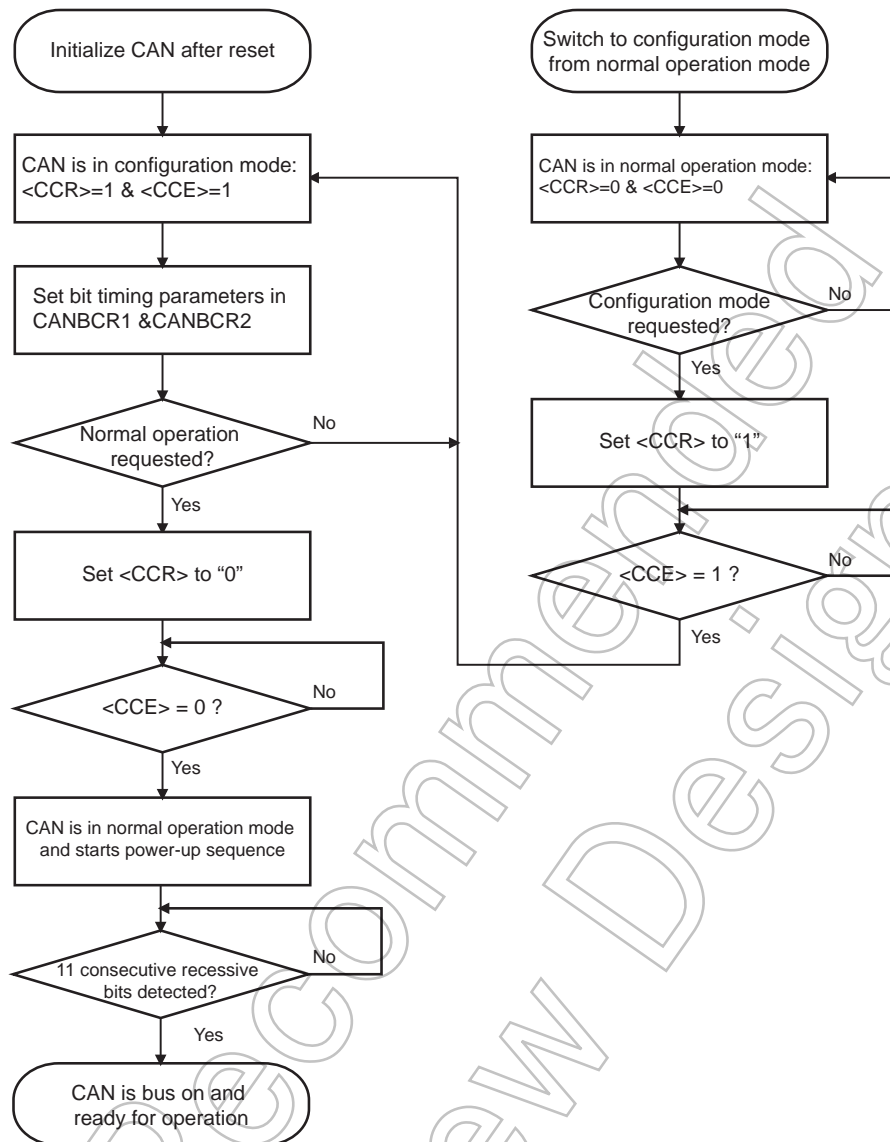 Initialize CAN after reset
CAN is in configuration mode:
<CCR>=1 & <CCE>=1
Set bit timing parameters in
CANBCR1 &CANBCR2
Normal operation
requested?
No
Yes
Set <CCR> to “0”
<CCE> = 0 ?
No
Yes
CAN is in normal operation mode
and starts power-up sequence
11 consecutive recessive
bits detected?
No
Yes
CAN is bus on and
ready for operation
Switch to configuration mode
from normal operation mode
CAN is in normal operation mode:
<CCR>=0 & <CCE>=0
Configuration mode
requested?
No
Yes
Set <CCR> to “1”
<CCE> = 1 ?
No
Yes
Recommended
ew Design